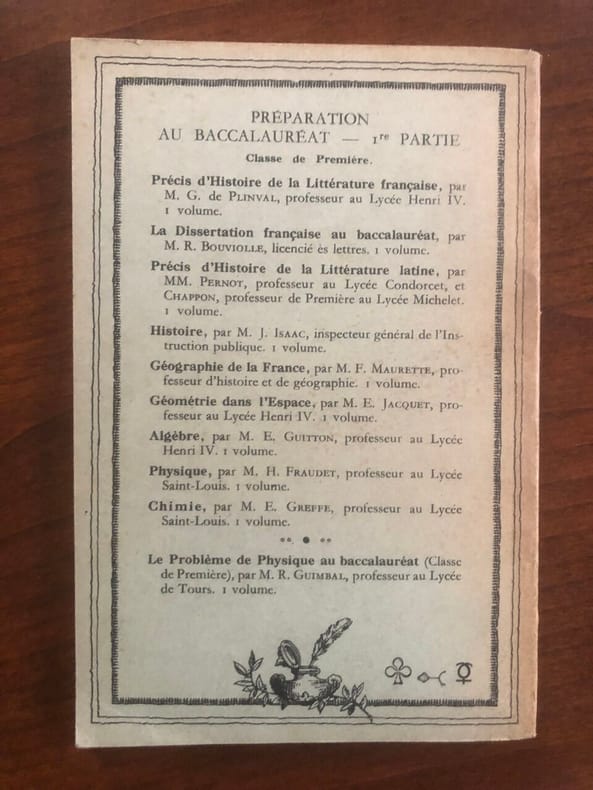 PRÉPARATION
AU BACCALAURÉAT — 1re PARTIE
Classe de Première.
Précis d'Histoire de la Littérature française, par
M. G. de PLINVAL, professeur au Lycée Henri IV.
1 volume.
La Dissertation française au baccalauréat, par
M. R. BOUVIOLLE, licencié ès lettres. 1 volume.
Précis d'Histoire de la Littérature latine, par
MM. PERNOT, professeur au Lycée Condorcet, et
CHAPPON, professeur de Première au Lycée Michelet.
1 volume.
Histoire, par M. J. ISAAC, inspecteur général de l'Ins-
truction publique. 1 volume.
Géographie de la France, par M. F. MAURETTE, pro-
fesseur d'histoire et de géographie. 1 volume.
Géométrie dans l'Espace, par M. E. JACQUET, pro-
fesseur au Lycée Henri IV. 1 volume.
Algèbre, par M. E. GUITTON, professeur au Lycée
Henri IV. 1 volume.
Physique, par M. H. FRAUDET, professeur au Lycée
Saint-Louis. 1 volume.
Chimie, par M. E. GREFFE, professeur au Lycée
Saint-Louis. 1 volume.
Le Problème de Physique au baccalauréat (Classe
de Première), par M. R. GUIMBAL, professeur au Lycée
de Tours. 1 volume.